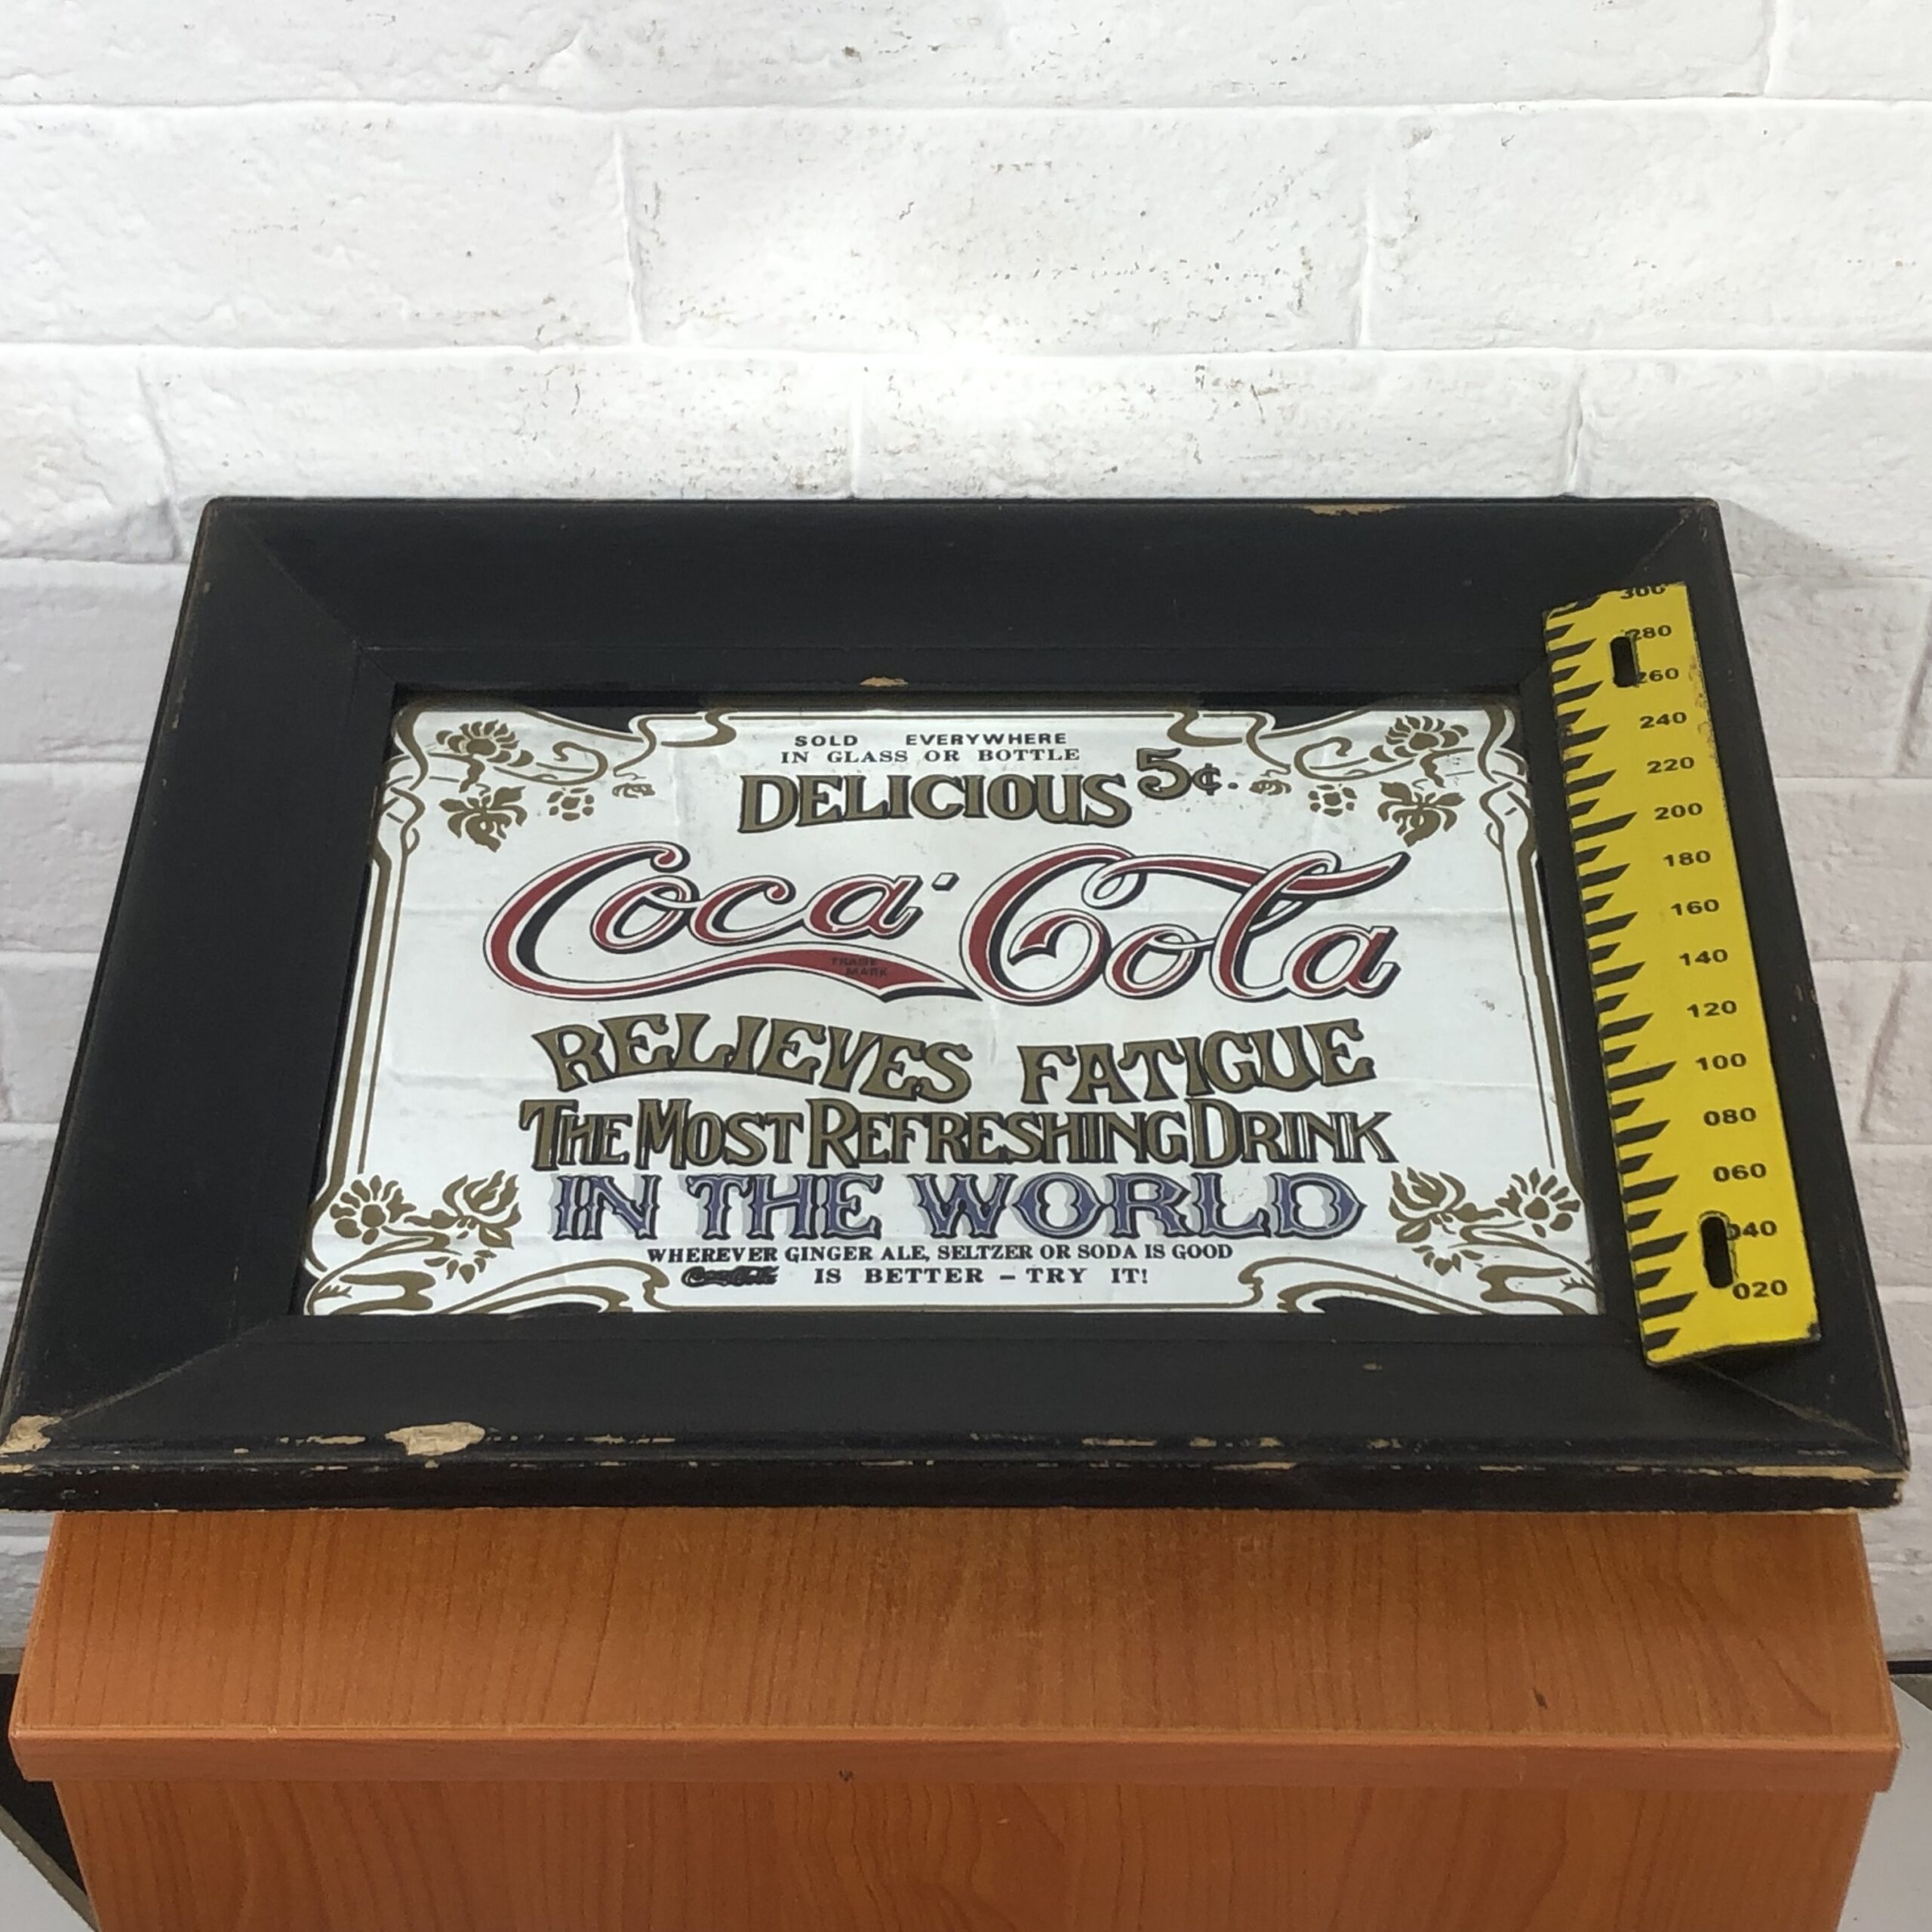 SOLD EVERYWHERE
IN GLASS OR BOTTLE
DELICIOUS 5¢.
Coca-Cola
TRADE
MARK
RELIEVES FATIGUE
THE MOST REFRESHING DRINK
IN THE WORLD
WHEREVER GINGER ALE, SELTZER OR SODA IS GOOD
Coca-Cola IS BETTER – TRY IT!
300
280
260
240
220
200
180
160
140
120
100
080
060
040
020